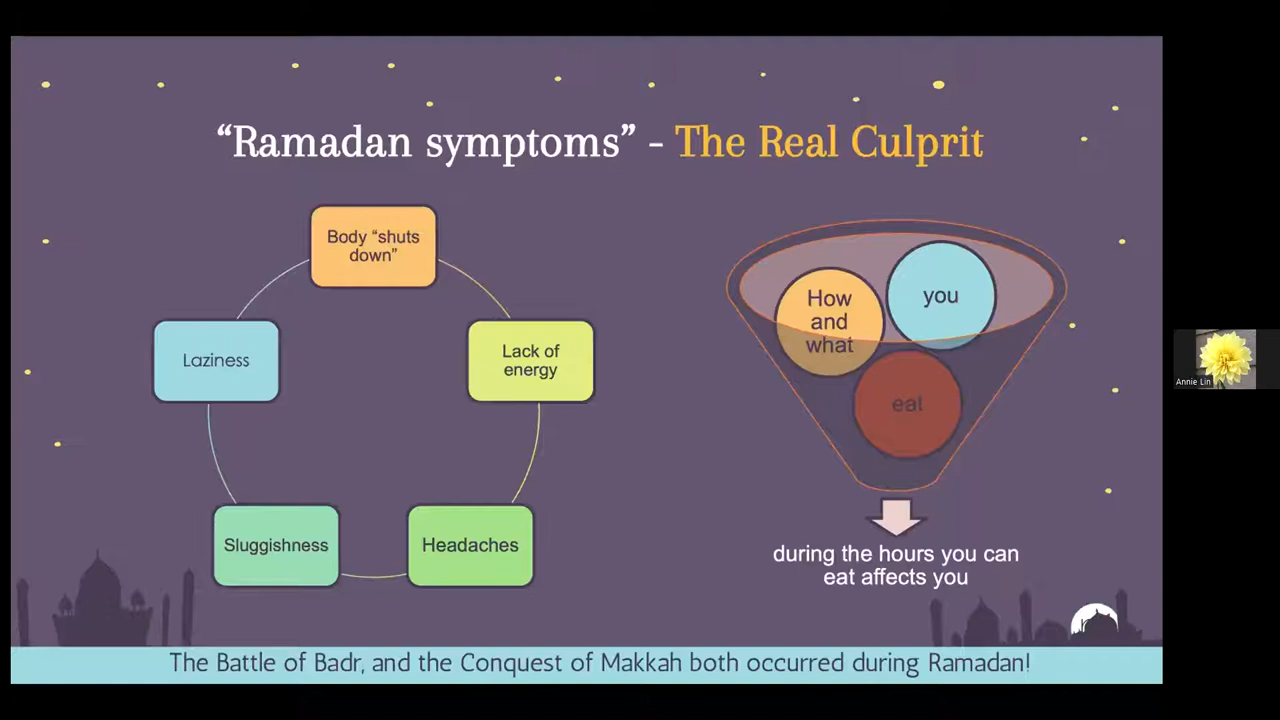 “Ramadan symptoms” - The Real Culprit
Body “shuts
down”
Lack of
energy
Headaches
Sluggishness
Laziness
How
and
what
you
eat
during the hours you can
eat affects you
The Battle of Badr, and the Conquest of Makkah both occurred during Ramadan!
Annie Lin